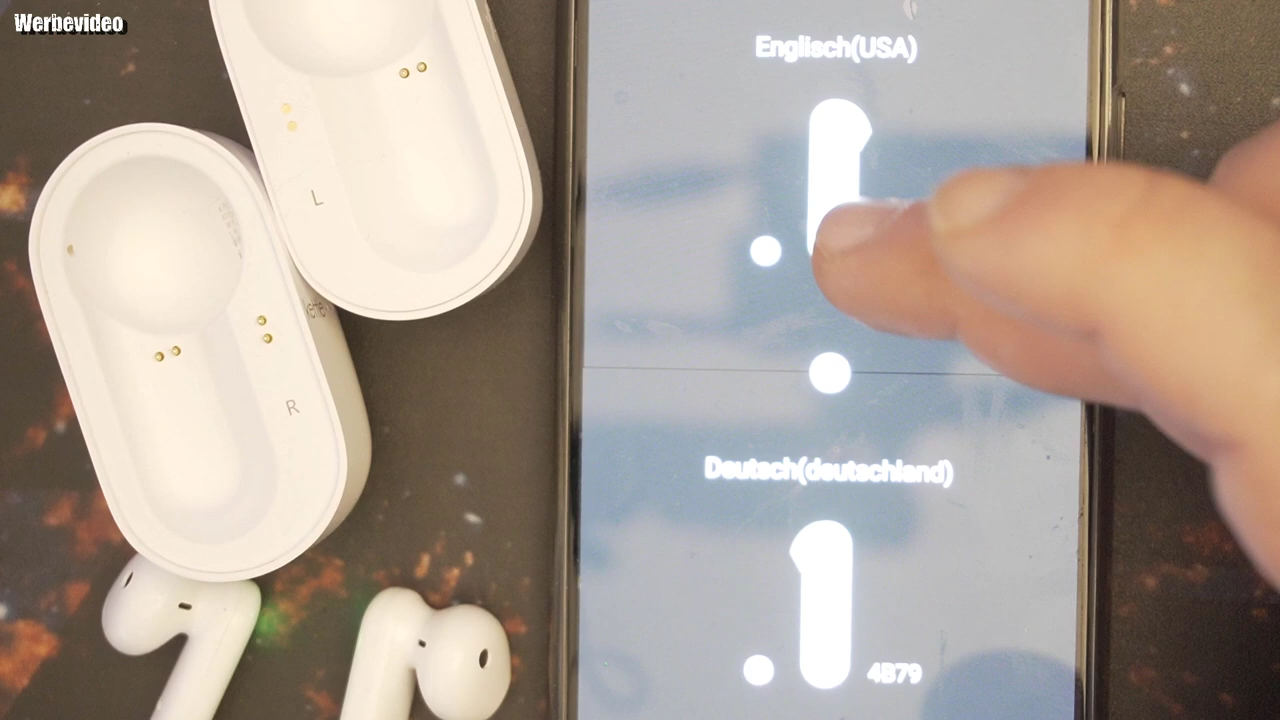 Werbevideo
Englisch(USA)
L
R
Deutsch(deutschland)
4B79